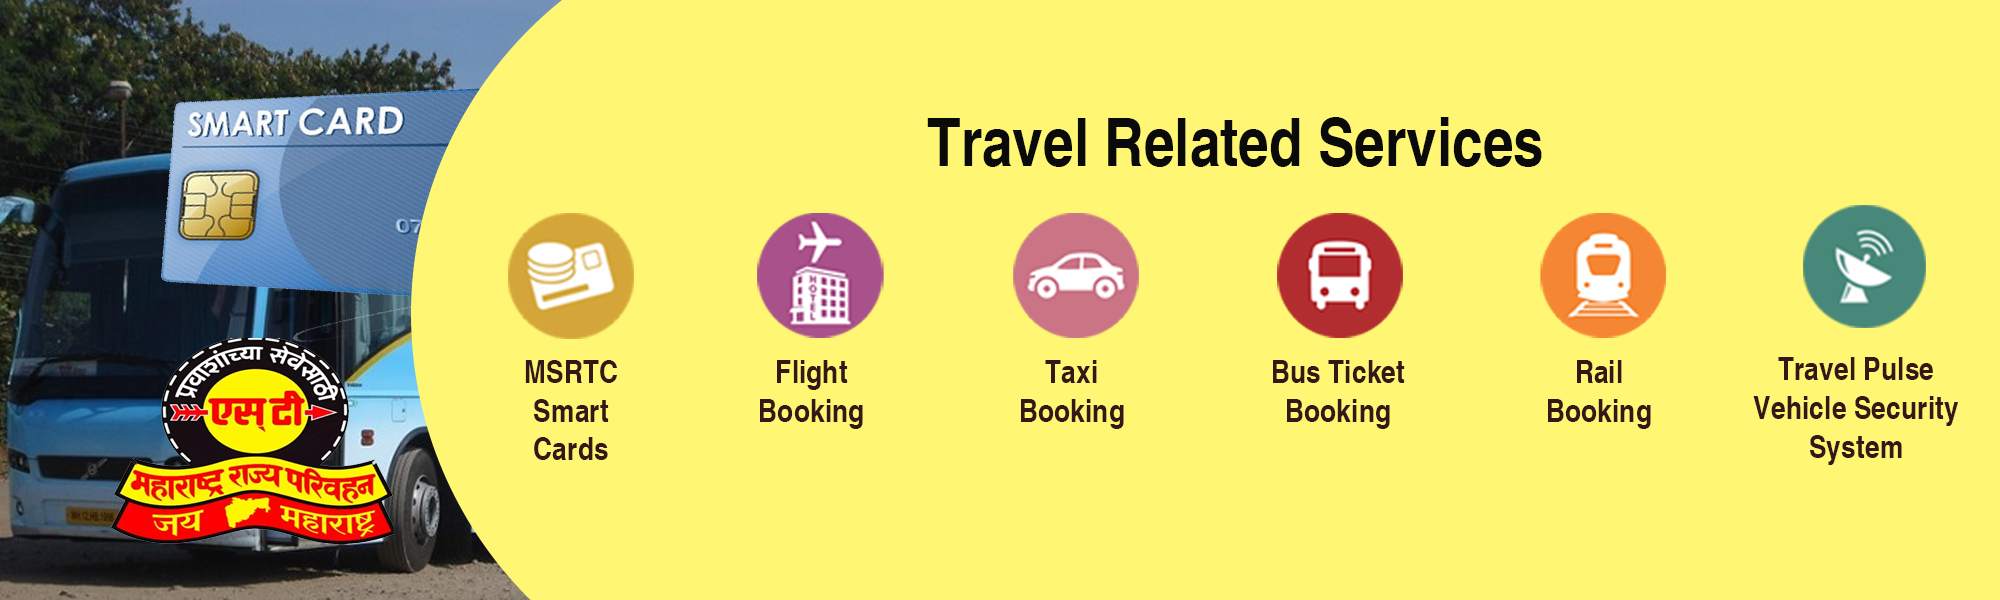 SMART CARD
07
प्रवाशांच्या सेवेसाठी
एस् टी
महाराष्ट्र राज्य परिवहन
जय महाराष्ट्र
Travel Related Services
HOTEL
MSRTC
Smart
Cards
Flight
Booking
Taxi
Booking
Bus Ticket
Booking
Rail
Booking
Travel Pulse
Vehicle Security
System